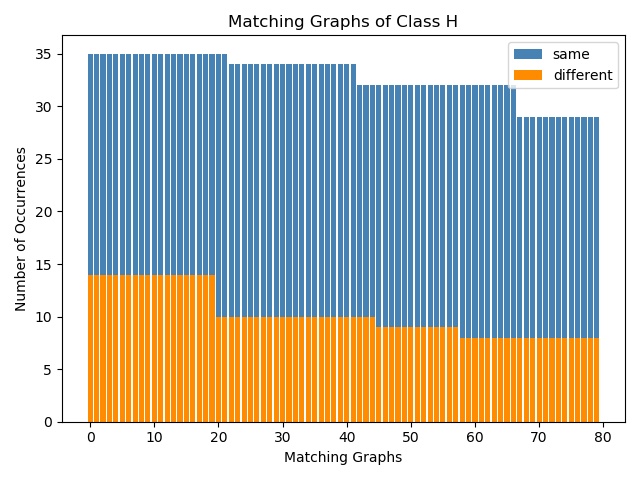 Matching Graphs of Class H
same
different
Number of Occurrences
35
30
25
20
15
10
5
0
0 10 20 30 40 50 60 70 80
Matching Graphs